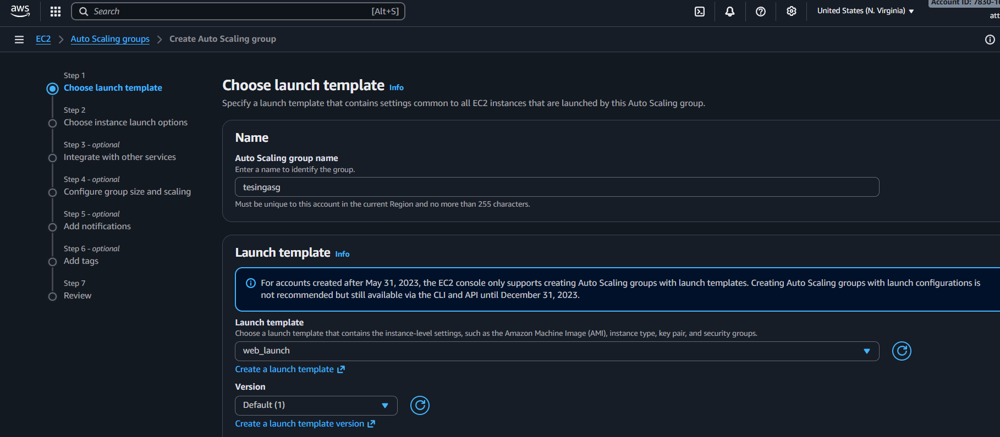 aws
Search [Alt+S]
United States (N. Virginia)
Account ID: 7830-1
att
EC2 > Auto Scaling groups > Create Auto Scaling group
Step 1
Choose launch template
Step 2
Choose instance launch options
Step 3 - optional
Integrate with other services
Step 4 - optional
Configure group size and scaling
Step 5 - optional
Add notifications
Step 6 - optional
Add tags
Step 7
Review
Choose launch template Info
Specify a launch template that contains settings common to all EC2 instances that are launched by this Auto Scaling group.
Name
Auto Scaling group name
Enter a name to identify the group.
tesingasg
Must be unique to this account in the current Region and no more than 255 characters.
Launch template Info
For accounts created after May 31, 2023, the EC2 console only supports creating Auto Scaling groups with launch templates. Creating Auto Scaling groups with launch configurations is
not recommended but still available via the CLI and API until December 31, 2023.
Launch template
Choose a launch template that contains the instance-level settings, such as the Amazon Machine Image (AMI), instance type, key pair, and security groups.
web_launch
Create a launch template
Version
Default (1)
Create a launch template version